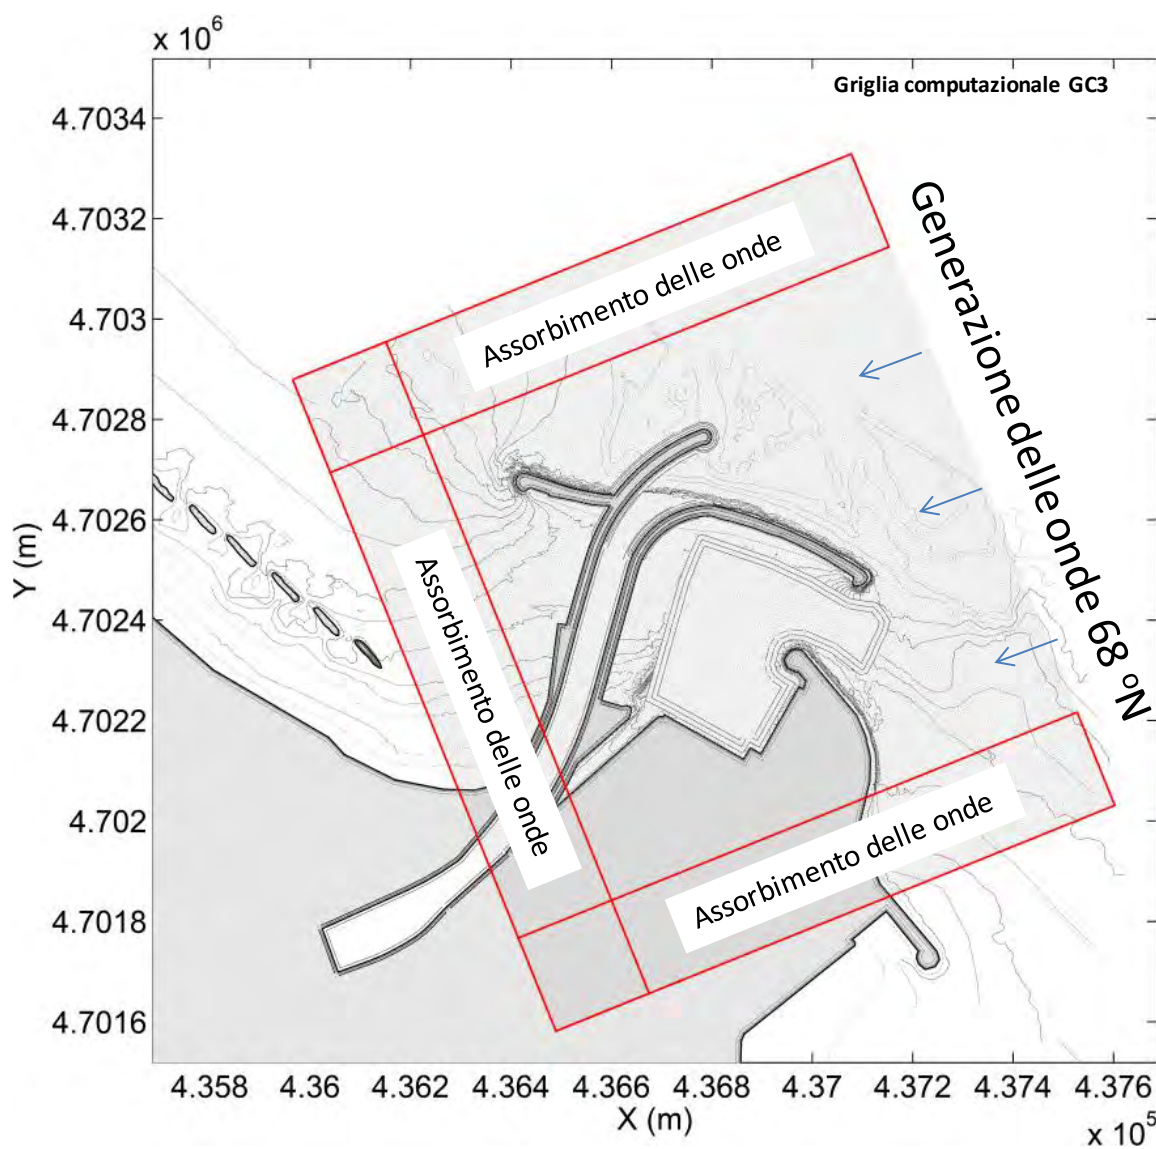 x 10⁶
Griglia computazionale GC3
4.7034
4.7032
4.703
4.7028
4.7026
4.7024
4.7022
4.702
4.7018
4.7016
Y (m)
Assorbimento delle onde
Generazione delle onde 68 ºN
Assorbimento delle onde
Assorbimento delle onde
4.358 4.36 4.362 4.364 4.366 4.368 4.37 4.372 4.374 4.376
X (m)
x 10⁵